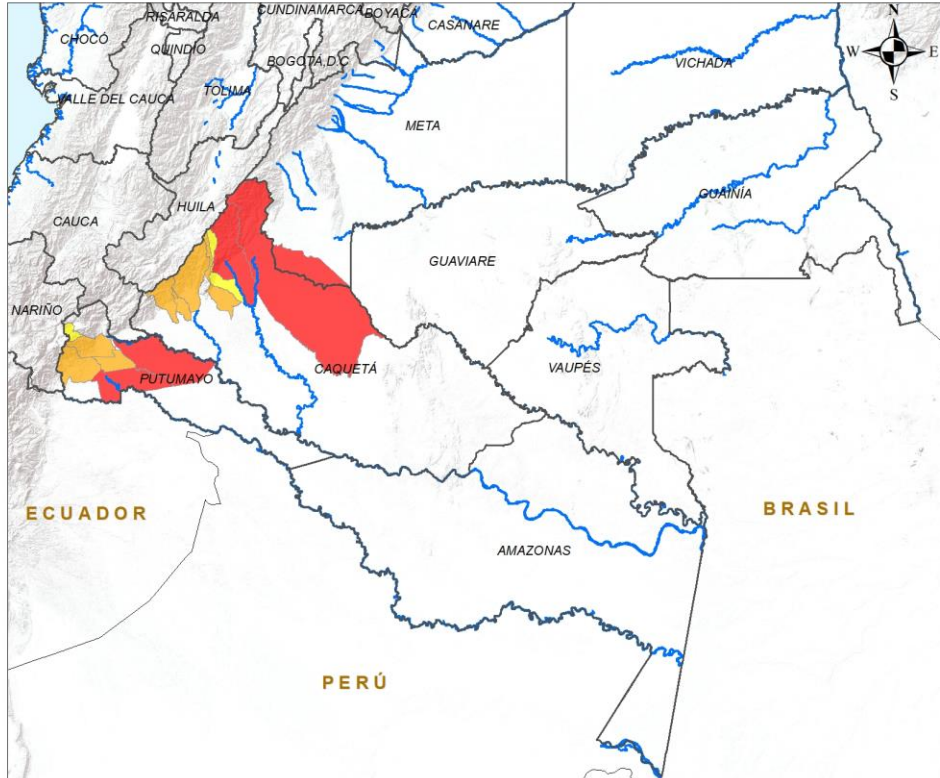 CUNDINAMARCA
BOYACÁ
RISARALDA
CASANARE
N
CHOCÓ
QUINDIO
BOGOTA,D.C
W
E
VICHADA
S
VALLE DEL CAUCA
TOLIMA
META
CAUCA
HUILA
GUAINÍA
GUAVIARE
NARIÑO
CAQUETÁ
VAUPÉS
PUTUMAYO
ECUADOR
BRASIL
AMAZONAS
PERÚ